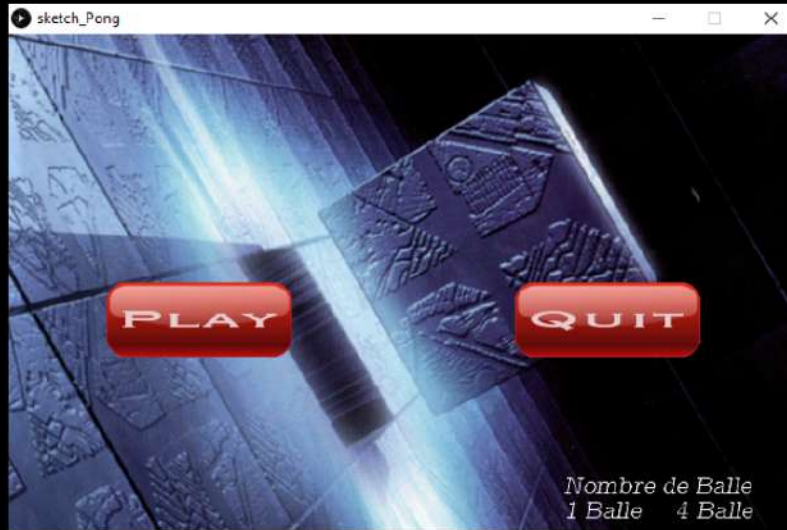 sketch_Pong
PLAY
QUIT
Nombre de Balle
1 Balle 4 Balle